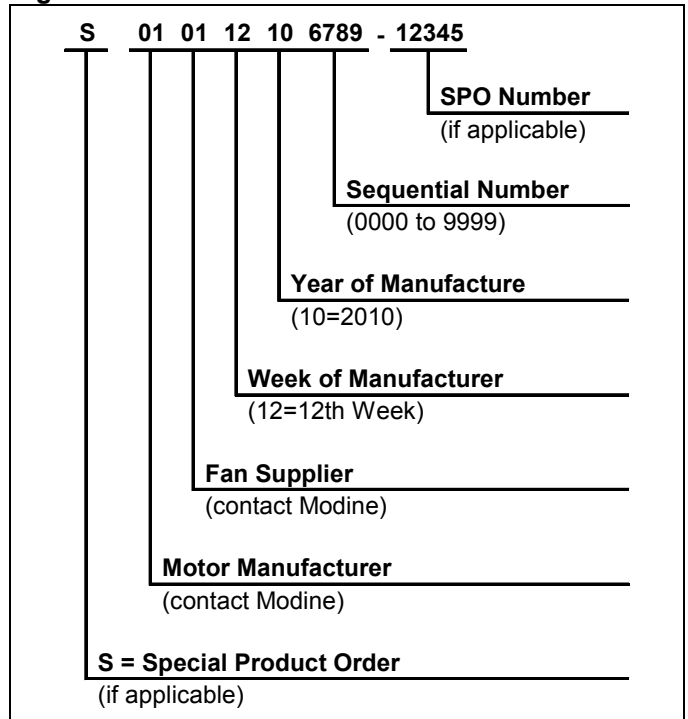 S 01 01 12 10 6789 - 12345
SPO Number
(if applicable)
Sequential Number
(0000 to 9999)
Year of Manufacture
(10=2010)
Week of Manufacturer
(12=12th Week)
Fan Supplier
(contact Modine)
Motor Manufacturer
(contact Modine)
S = Special Product Order
(if applicable)